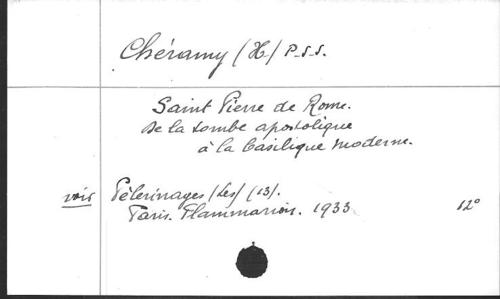 Chéramy (H) P.S.S.
Saint Pierre de Rome.
De la tombe apostolique
à la basilique moderne.
voir Pèlerinages (Les) (13).
Paris. Flammarion. 1933 12°